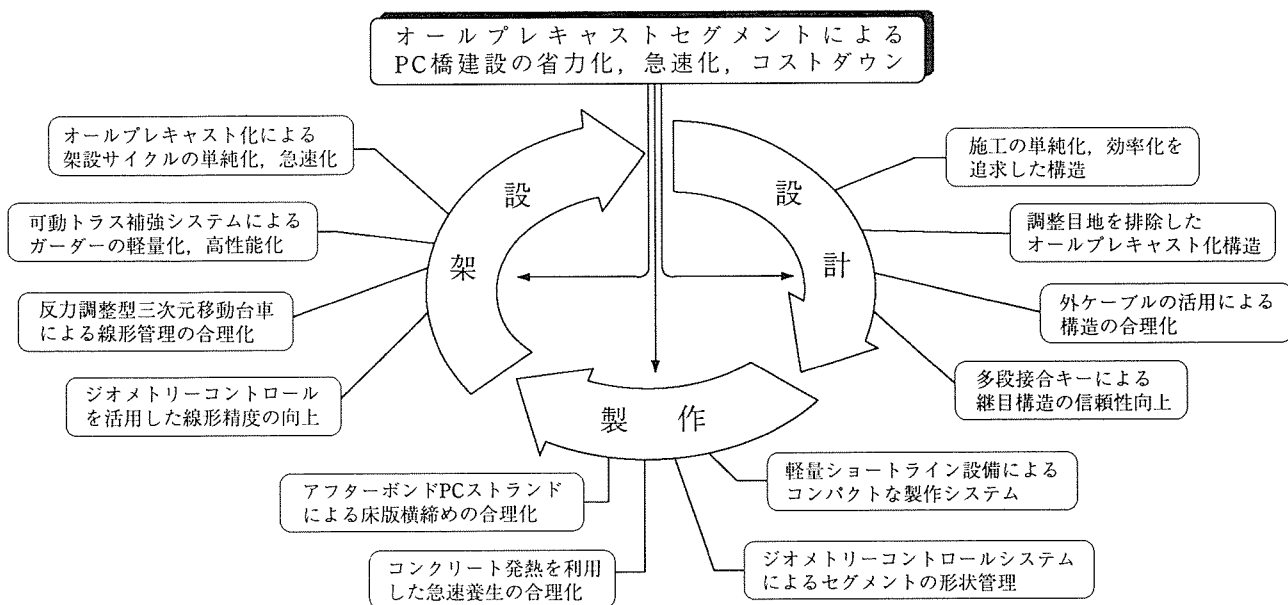 オールプレキャストセグメントによる
PC橋建設の省力化，急速化，コストダウン
オールプレキャスト化による
架設サイクルの単純化，急速化
可動トラス補強システムによる
ガーダーの軽量化，高性能化
反力調整型三次元移動台車
による線形管理の合理化
ジオメトリーコントロール
を活用した線形精度の向上
架設
設計
施工の単純化，効率化を
追求した構造
調整目地を排除した
オールプレキャスト化構造
外ケーブルの活用による
構造の合理化
多段接合キーによる
継目構造の信頼性向上
製作
アフターボンドPCストランド
による床版横締めの合理化
コンクリート発熱を利用
した急速養生の合理化
軽量ショートライン設備による
コンパクトな製作システム
ジオメトリーコントロールシステム
によるセグメントの形状管理